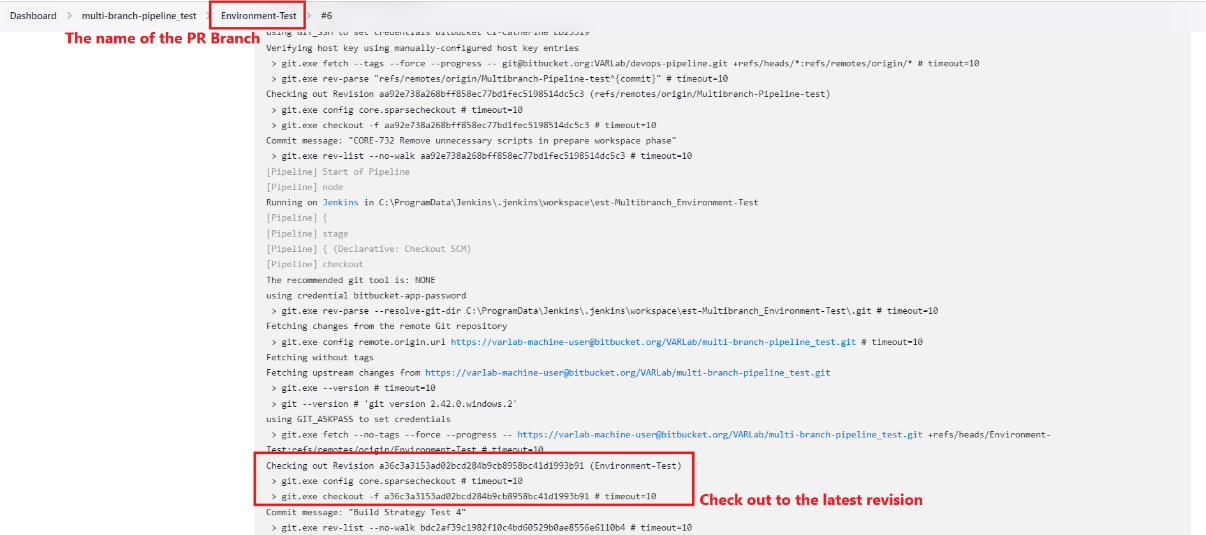 Dashboard > multi-branch-pipeline_test > Environment-Test > #6
The name of the PR Branch
using GIT_SSH to set credentials Bitbucket CI-Catherine ED25519
Verifying host key using manually-configured host key entries
> git.exe fetch --tags --force --progress -- git@bitbucket.org:VARLab/devops-pipeline.git +refs/heads/*:refs/remotes/origin/* # timeout=10
> git.exe rev-parse "refs/remotes/origin/Multibranch-Pipeline-test^{commit}" # timeout=10
Checking out Revision aa92e738a268bff858ec77bd1fec5198514dc5c3 (refs/remotes/origin/Multibranch-Pipeline-test)
> git.exe config core.sparsecheckout # timeout=10
> git.exe checkout -f aa92e738a268bff858ec77bd1fec5198514dc5c3 # timeout=10
Commit message: "CORE-732 Remove unnecessary scripts in prepare workspace phase"
> git.exe rev-list --no-walk aa92e738a268bff858ec77bd1fec5198514dc5c3 # timeout=10
[Pipeline] Start of Pipeline
[Pipeline] node
Running on Jenkins in C:\ProgramData\Jenkins\.jenkins\workspace\est-Multibranch_Environment-Test
[Pipeline] {
[Pipeline] stage
[Pipeline] { (Declarative: Checkout SCM)
[Pipeline] checkout
The recommended git tool is: NONE
using credential bitbucket-app-password
> git.exe rev-parse --resolve-git-dir C:\ProgramData\Jenkins\.jenkins\workspace\est-Multibranch_Environment-Test\.git # timeout=10
Fetching changes from the remote Git repository
> git.exe config remote.origin.url https://varlab-machine-user@bitbucket.org/VARLab/multi-branch-pipeline_test.git # timeout=10
Fetching without tags
Fetching upstream changes from https://varlab-machine-user@bitbucket.org/VARLab/multi-branch-pipeline_test.git
> git.exe --version # timeout=10
> git --version # 'git version 2.42.0.windows.2'
using GIT_ASKPASS to set credentials
> git.exe fetch --no-tags --force --progress -- https://varlab-machine-user@bitbucket.org/VARLab/multi-branch-pipeline_test.git +refs/heads/Environment-
Test:refs/remotes/origin/Environment-Test # timeout=10
Checking out Revision a36c3a3153ad02bcd284b9cb8958bc41d1993b91 (Environment-Test)
> git.exe config core.sparsecheckout # timeout=10
> git.exe checkout -f a36c3a3153ad02bcd284b9cb8958bc41d1993b91 # timeout=10
Check out to the latest revision
Commit message: "Build Strategy Test 4"
> git.exe rev-list --no-walk bdc2af39c1982f10c4bd60529b0ae8556e6110b4 # timeout=10